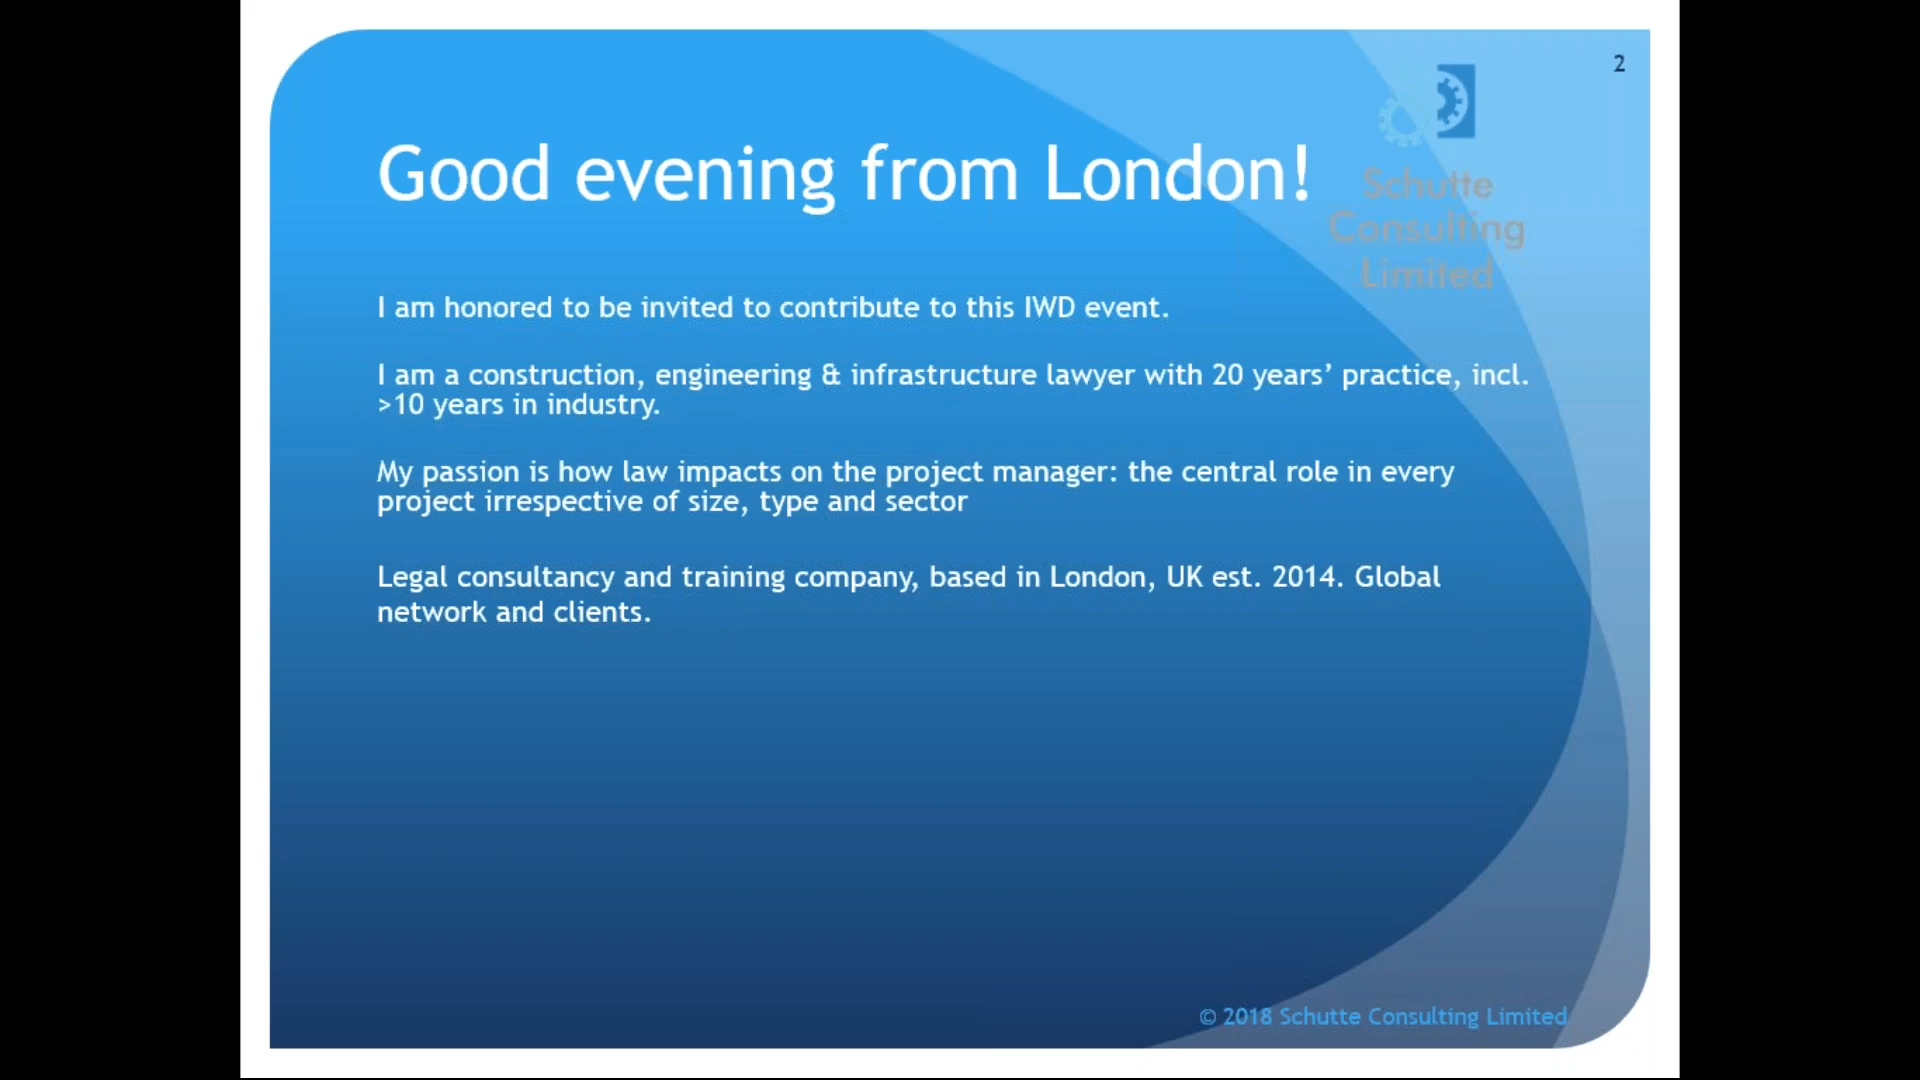 2
Good evening from London!
Schutte
Consulting
Limited
I am honored to be invited to contribute to this IWD event.
I am a construction, engineering & infrastructure lawyer with 20 years’ practice, incl.
>10 years in industry.
My passion is how law impacts on the project manager: the central role in every
project irrespective of size, type and sector
Legal consultancy and training company, based in London, UK est. 2014. Global
network and clients.
© 2018 Schutte Consulting Limited